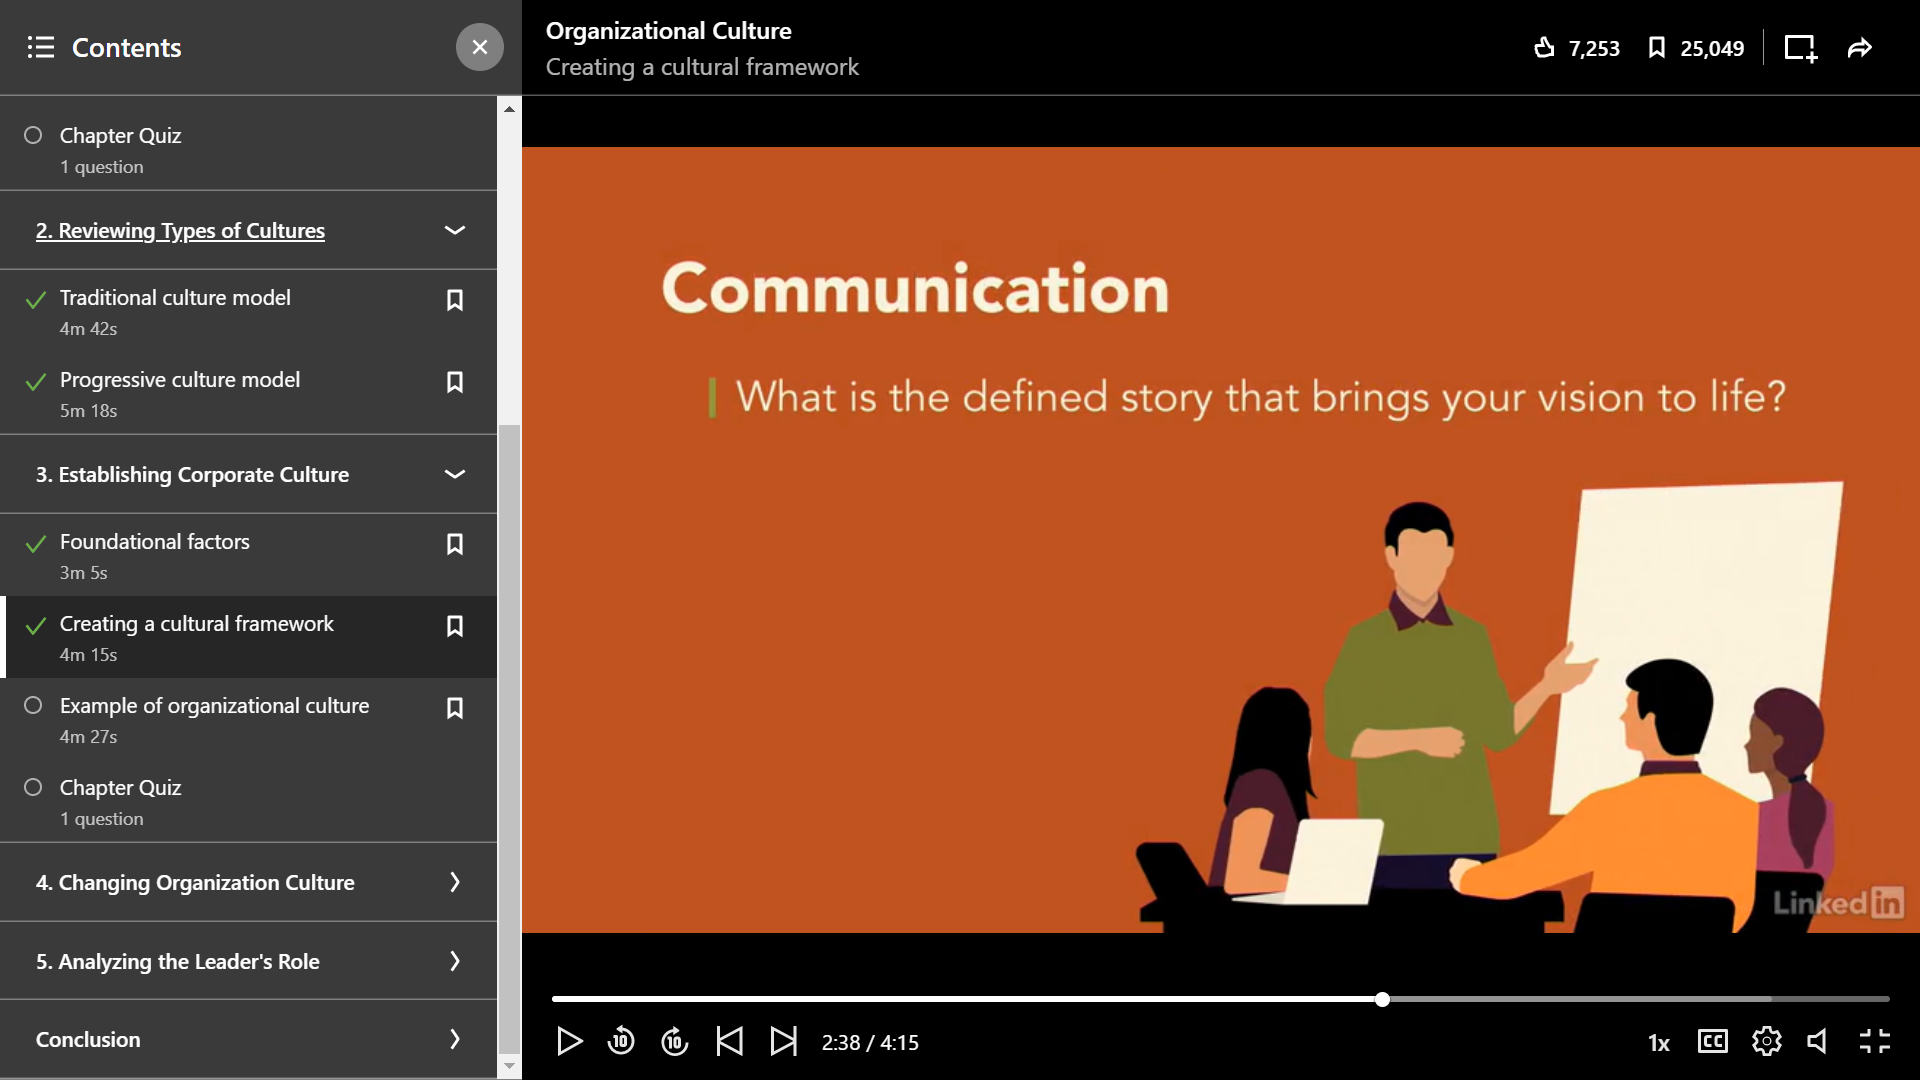 Contents
Organizational Culture
Creating a cultural framework
7,253
25,049
Chapter Quiz
1 question
2. Reviewing Types of Cultures
Traditional culture model
4m 42s
Progressive culture model
5m 18s
3. Establishing Corporate Culture
Foundational factors
3m 5s
Creating a cultural framework
4m 15s
Example of organizational culture
4m 27s
Chapter Quiz
1 question
4. Changing Organization Culture
5. Analyzing the Leader's Role
Conclusion
Communication
What is the defined story that brings your vision to life?
Linked in
10
10
2:38 / 4:15
1x
CC